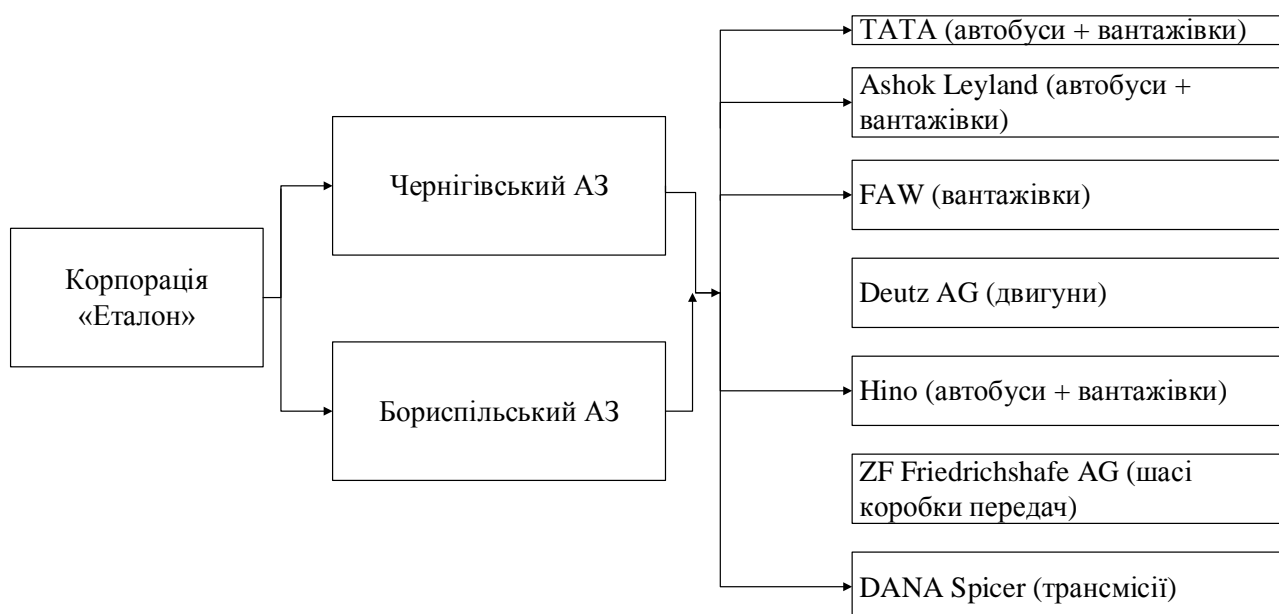 Корпорація
«Еталон»
Чернігівський АЗ
Бориспільський АЗ
ТАТА (автобуси + вантажівки)
Ashok Leyland (автобуси +
вантажівки)
FAW (вантажівки)
Deutz AG (двигуни)
Hino (автобуси + вантажівки)
ZF Friedrichshafe AG (шасі
коробки передач)
DANA Spicer (трансмісії)